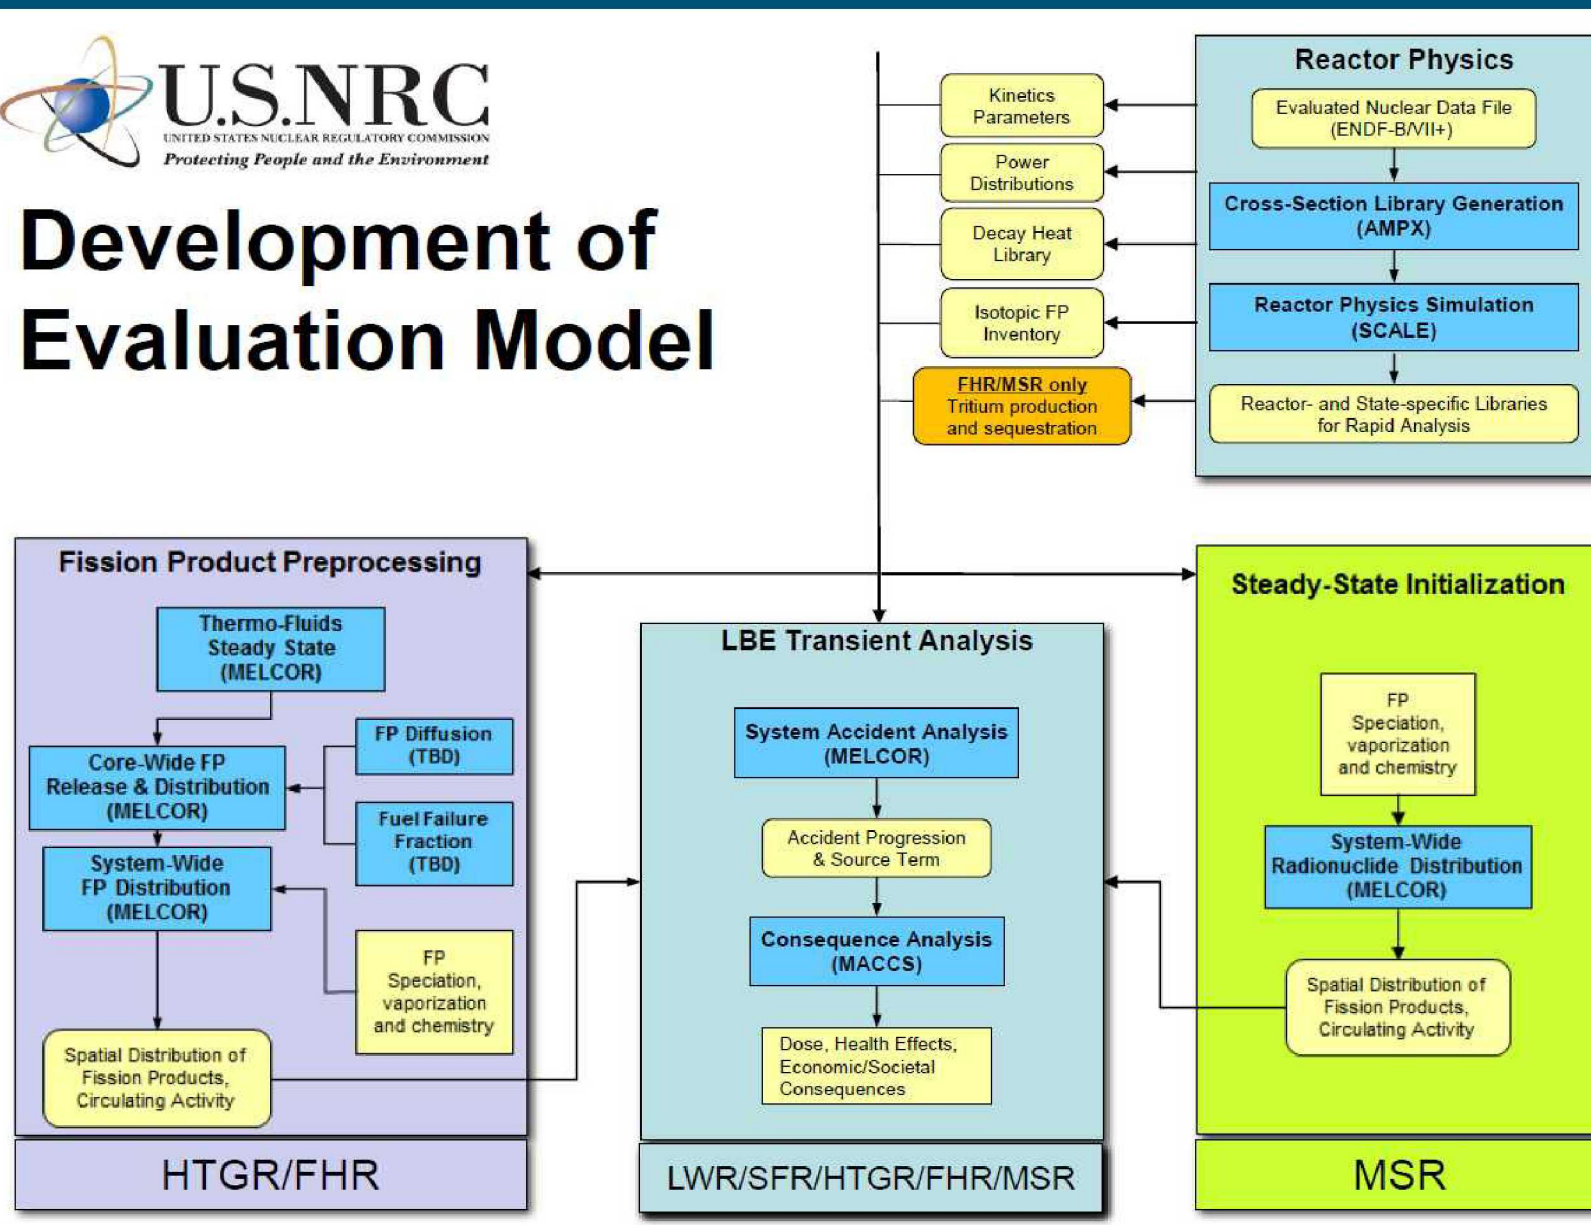 U.S.NRC
UNITED STATES NUCLEAR REGULATORY COMMISSION
Protecting People and the Environment
Development of
Evaluation Model
Kinetics
Parameters
Power
Distributions
Decay Heat
Library
Isotopic FP
Inventory
FHR/MSR only
Tritium production
and sequestration
Reactor Physics
Evaluated Nuclear Data File
(ENDF-B/VII+)
Cross-Section Library Generation
(AMPX)
Reactor Physics Simulation
(SCALE)
Reactor- and State-specific Libraries
for Rapid Analysis
Fission Product Preprocessing
Thermo-Fluids
Steady State
(MELCOR)
FP Diffusion
(TBD)
Core-Wide FP
Release & Distribution
(MELCOR)
Fuel Failure
Fraction
(TBD)
System-Wide
FP Distribution
(MELCOR)
FP
Speciation,
vaporization
and chemistry
Spatial Distribution of
Fission Products,
Circulating Activity
HTGR/FHR
LBE Transient Analysis
System Accident Analysis
(MELCOR)
Accident Progression
& Source Term
Consequence Analysis
(MACCS)
Dose, Health Effects,
Economic/Societal
Consequences
LWR/SFR/HTGR/FHR/MSR
Steady-State Initialization
FP
Speciation,
vaporization
and chemistry
System-Wide
Radionuclide Distribution
(MELCOR)
Spatial Distribution of
Fission Products,
Circulating Activity
MSR